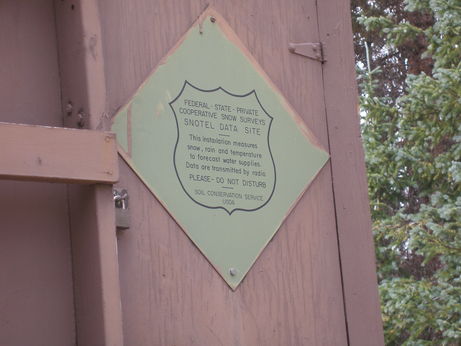 FEDERAL - STATE - PRIVATE
COOPERATIVE SNOW SURVEYS
SNOTEL DATA SITE
This installation measures
snow, rain and temperature
to forecast water supplies.
Data are transmitted by radio.
PLEASE - DO NOT DISTURB
SOIL CONSERVATION SERVICE
USDA